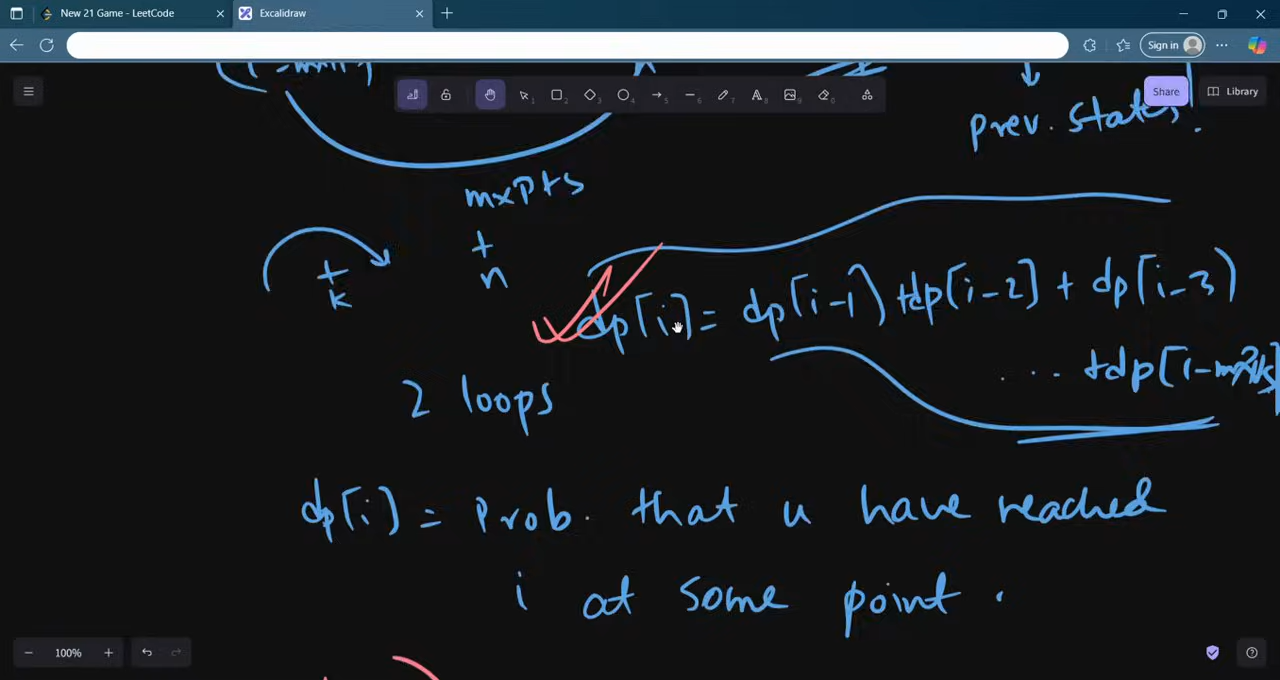 New 21 Game - LeetCode
Excalidraw
Sign in
Share
Library
prev. states.
mxPts
+
n
+
k
dp[i] = dp[i-1) + dp[i-2] + dp[i-3)
.... + dp[i-mxPts]
2 loops
dp[i) = Prob. that u have reached
i at some point.
100%